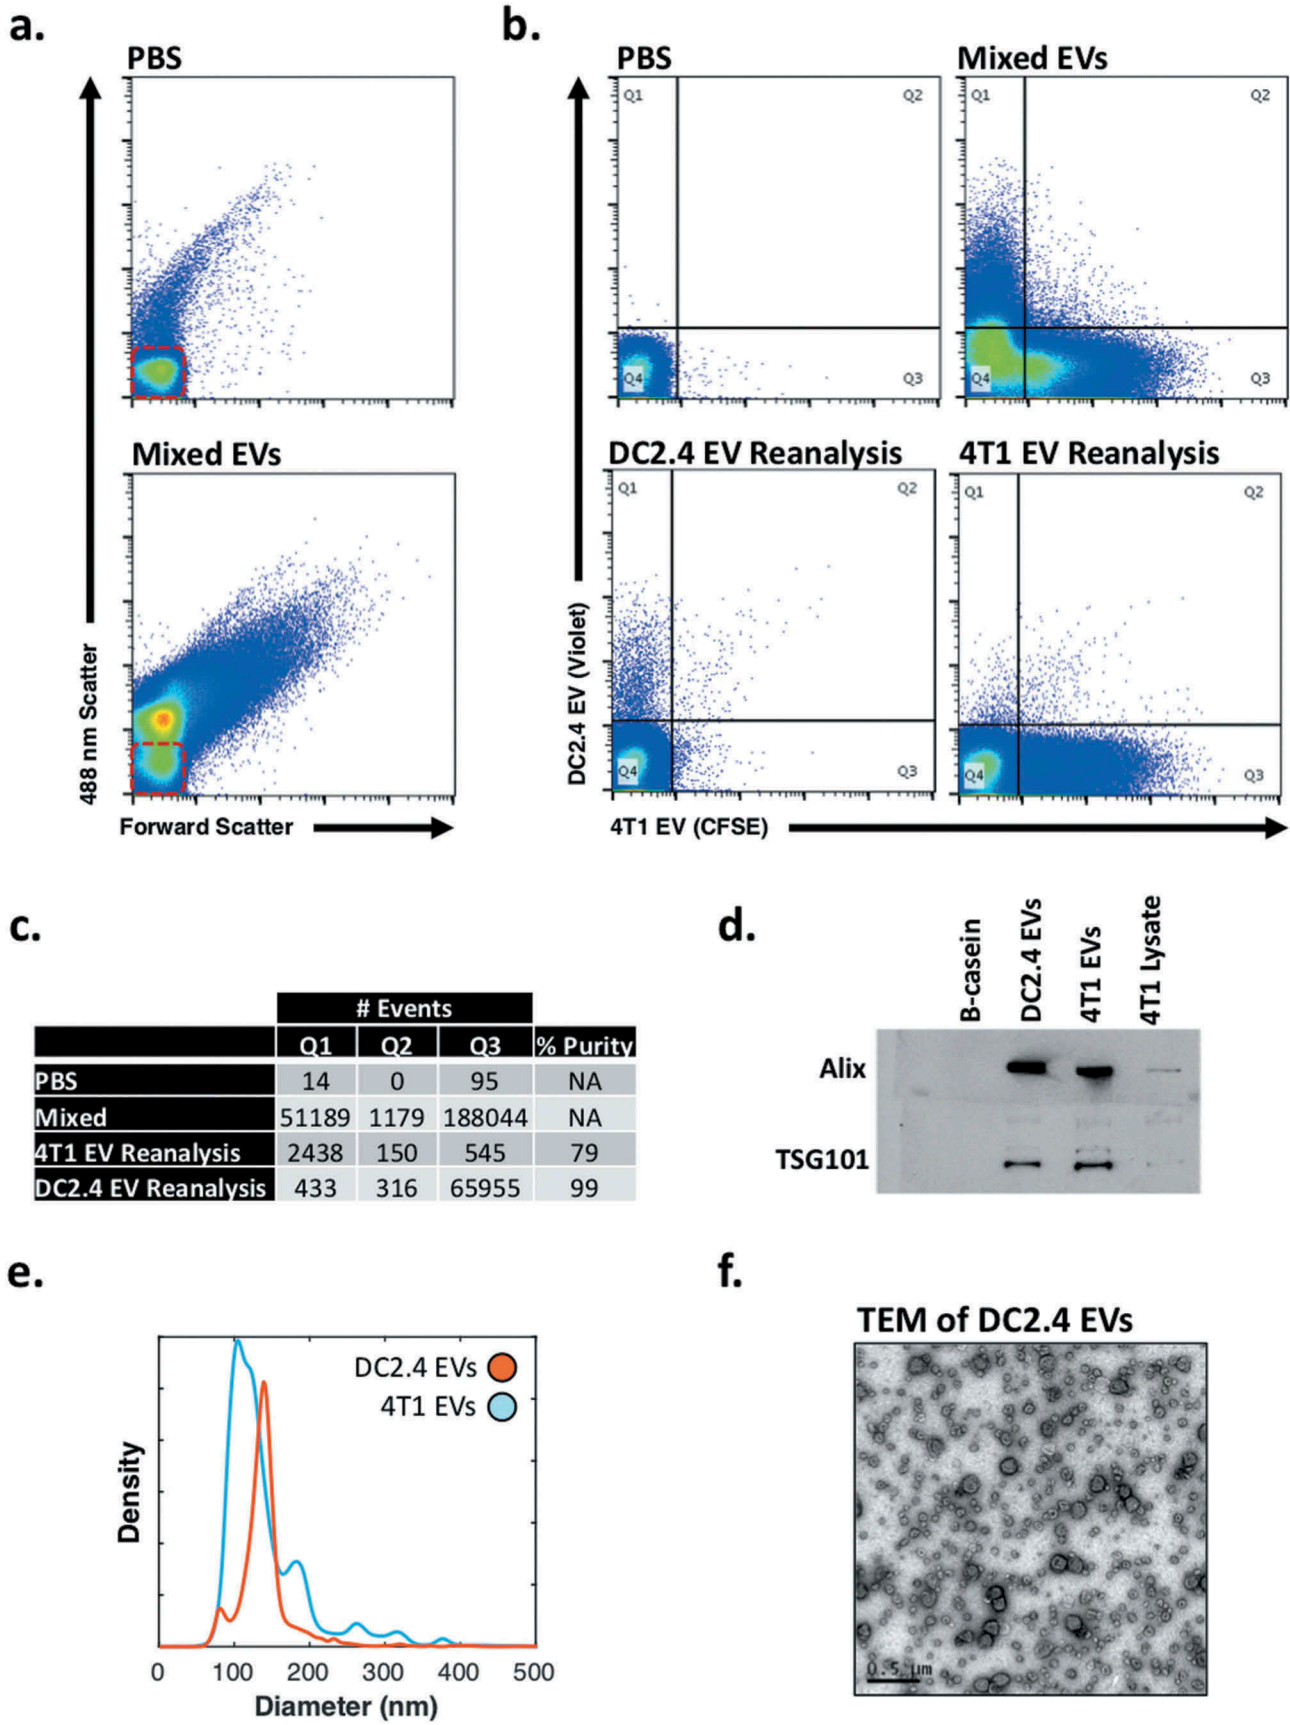 a.
PBS
Mixed EVs
488 nm Scatter
Forward Scatter
b.
PBS
Q1
Q2
Q3
Q4
Mixed EVs
Q1
Q2
Q3
Q4
DC2.4 EV Reanalysis
Q1
Q2
Q3
Q4
4T1 EV Reanalysis
Q1
Q2
Q3
Q4
DC2.4 EV (Violet)
4T1 EV (CFSE)
c.
# Events
Q1 Q2 Q3 % Purity
PBS 14 0 95 NA
Mixed 51189 1179 188044 NA
4T1 EV Reanalysis 2438 150 545 79
DC2.4 EV Reanalysis 433 316 65955 99
d.
B-casein
DC2.4 EVs
4T1 EVs
4T1 Lysate
Alix
TSG101
e.
DC2.4 EVs
4T1 EVs
Density
0 100 200 300 400 500
Diameter (nm)
f.
TEM of DC2.4 EVs
0.5 µm